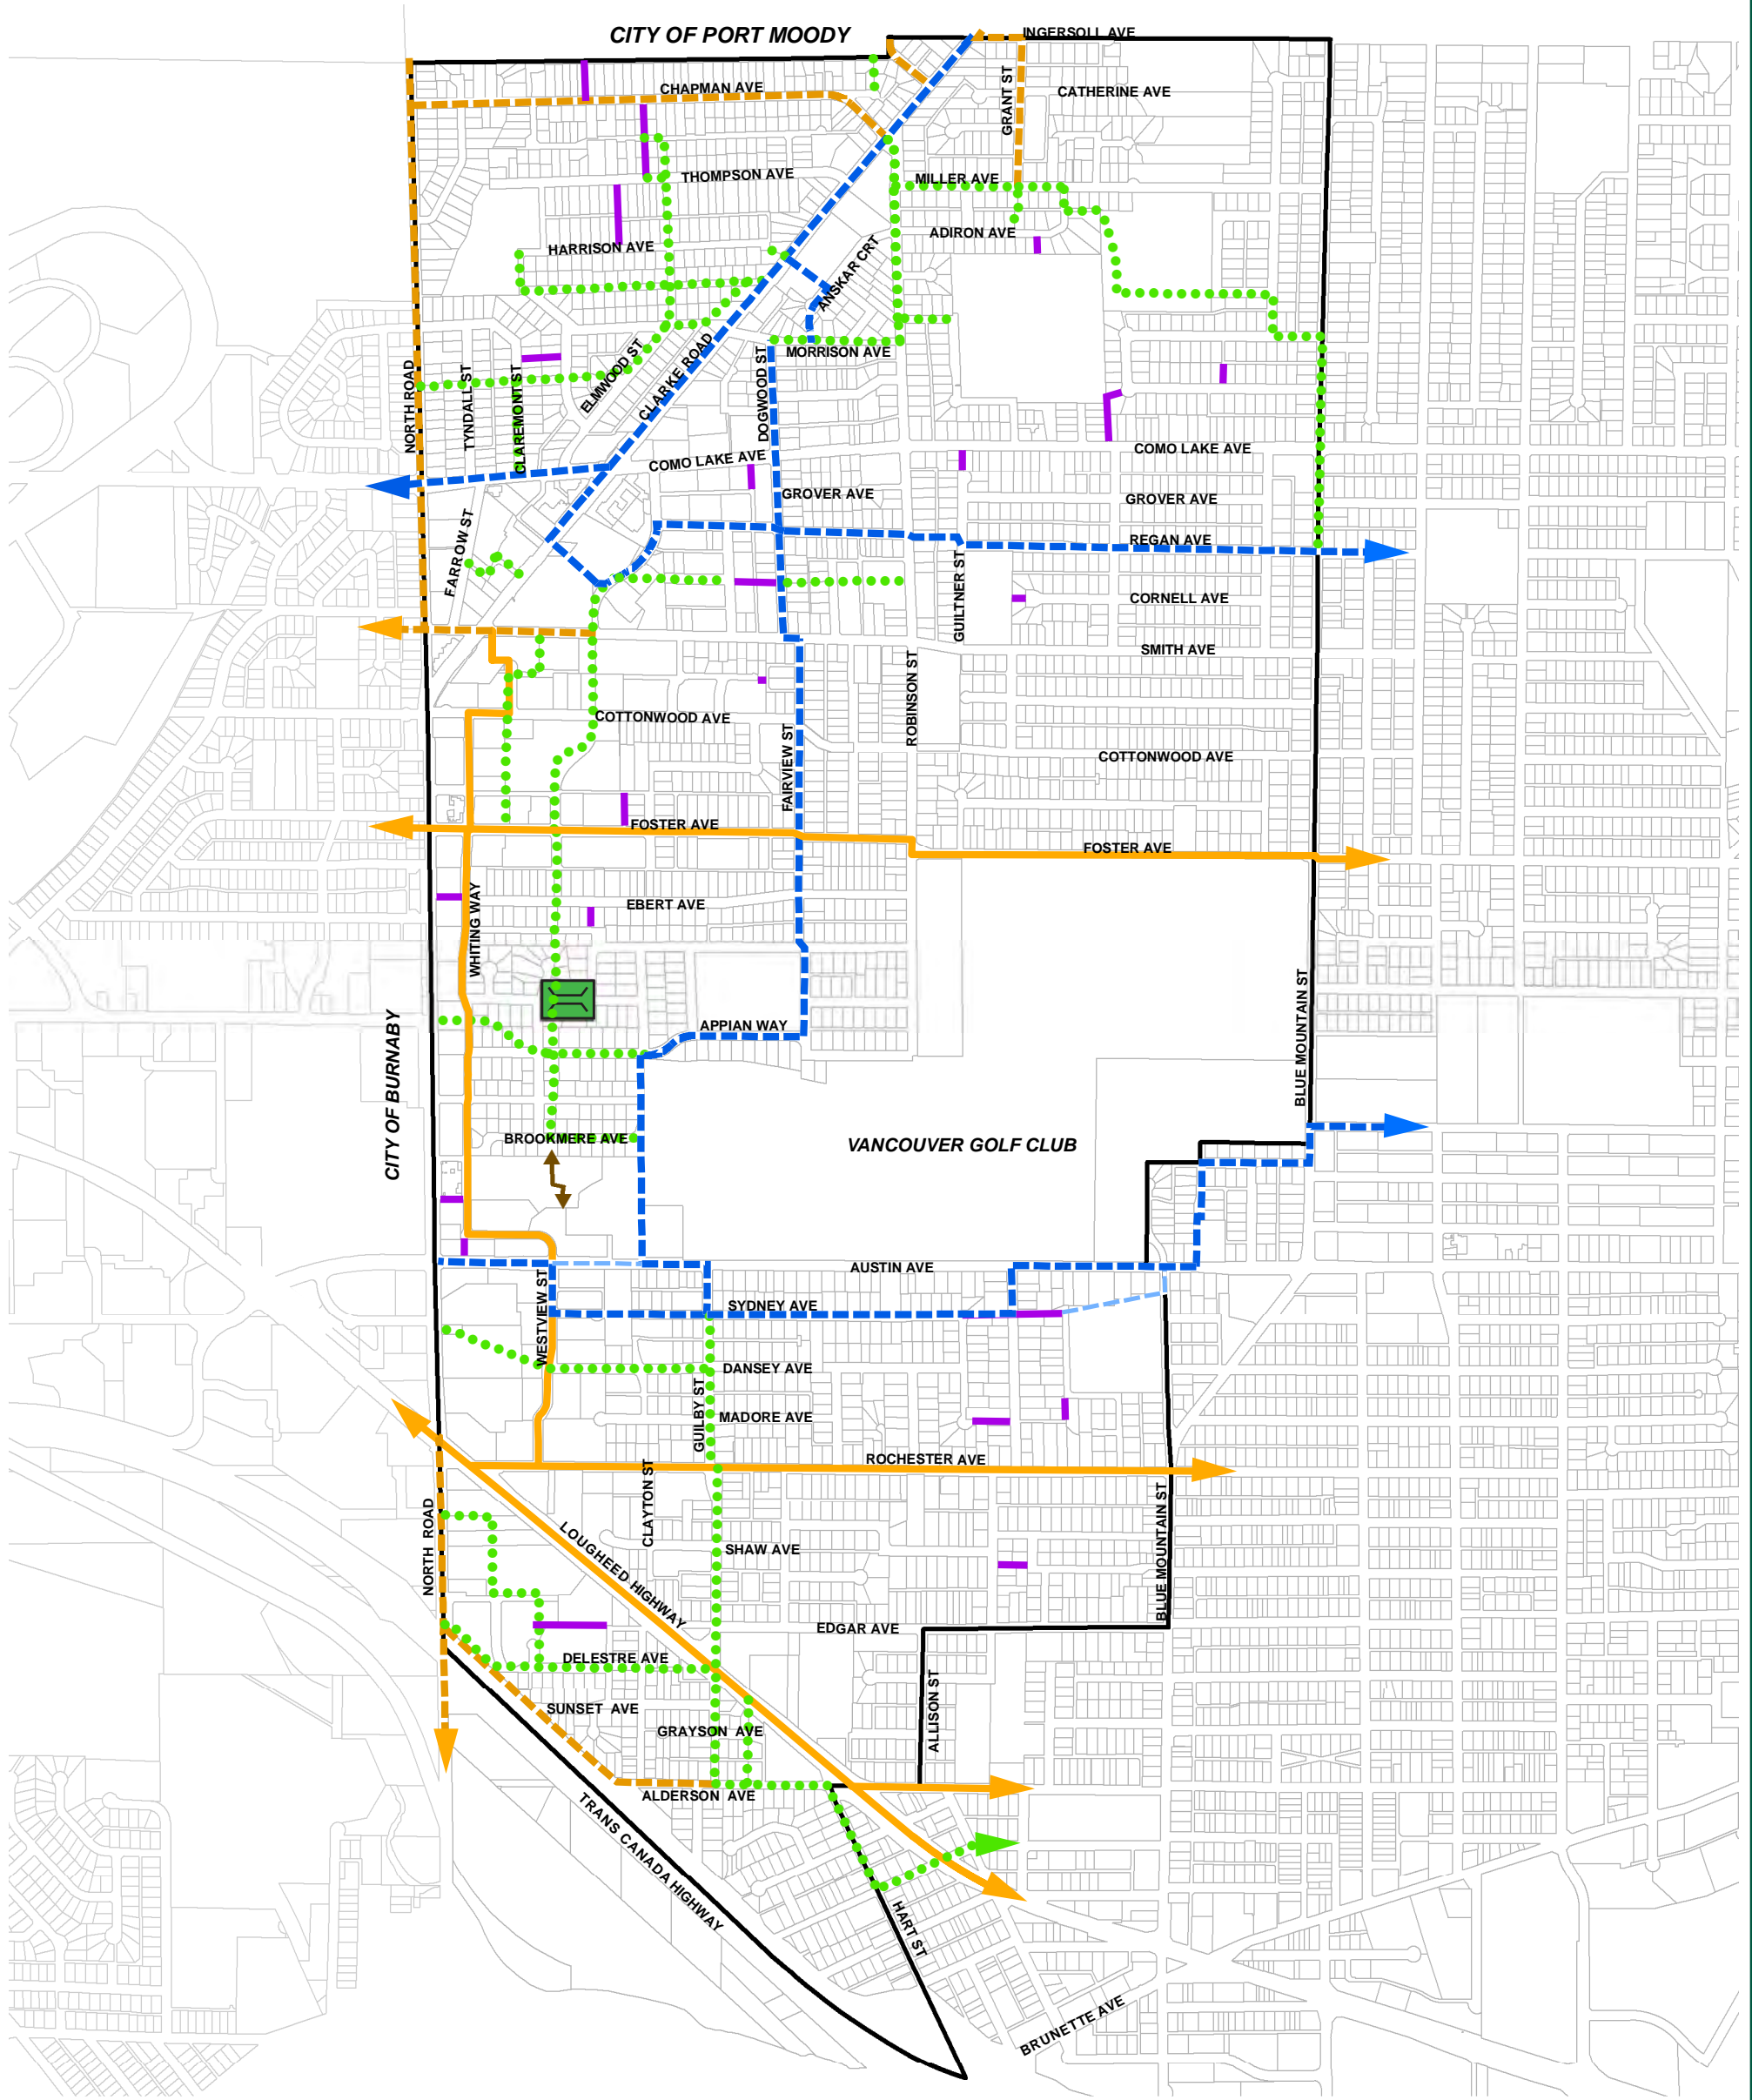 CITY OF PORT MOODY
INGERSOLL AVE
CHAPMAN AVE
CATHERINE AVE
GRANT ST
THOMPSON AVE
MILLER AVE
ADIRON AVE
HARRISON AVE
ANSKAR CRT
MORRISON AVE
NORTH ROAD
TYNDALL ST
CLAREMONT ST
ELMWOOD ST
CLARKE ROAD
DOGWOOD ST
COMO LAKE AVE
COMO LAKE AVE
GROVER AVE
GROVER AVE
FARROW ST
REGAN AVE
GUILTNER ST
CORNELL AVE
SMITH AVE
ROBINSON ST
COTTONWOOD AVE
FAIRVIEW ST
COTTONWOOD AVE
FOSTER AVE
FOSTER AVE
WHITING WAY
EBERT AVE
APPIAN WAY
BLUE MOUNTAIN ST
CITY OF BURNABY
BROOKMERE AVE
VANCOUVER GOLF CLUB
AUSTIN AVE
WESTVIEW ST
SYDNEY AVE
DANSEY AVE
GUILBY ST
MADORE AVE
ROCHESTER AVE
CLAYTON ST
NORTH ROAD
LOUGHEED HIGHWAY
SHAW AVE
BLUE MOUNTAIN ST
EDGAR AVE
DELESTRE AVE
ALLISON ST
SUNSET AVE
GRAYSON AVE
ALDERSON AVE
TRANS CANADA HIGHWAY
HART ST
BRUNETTE AVE